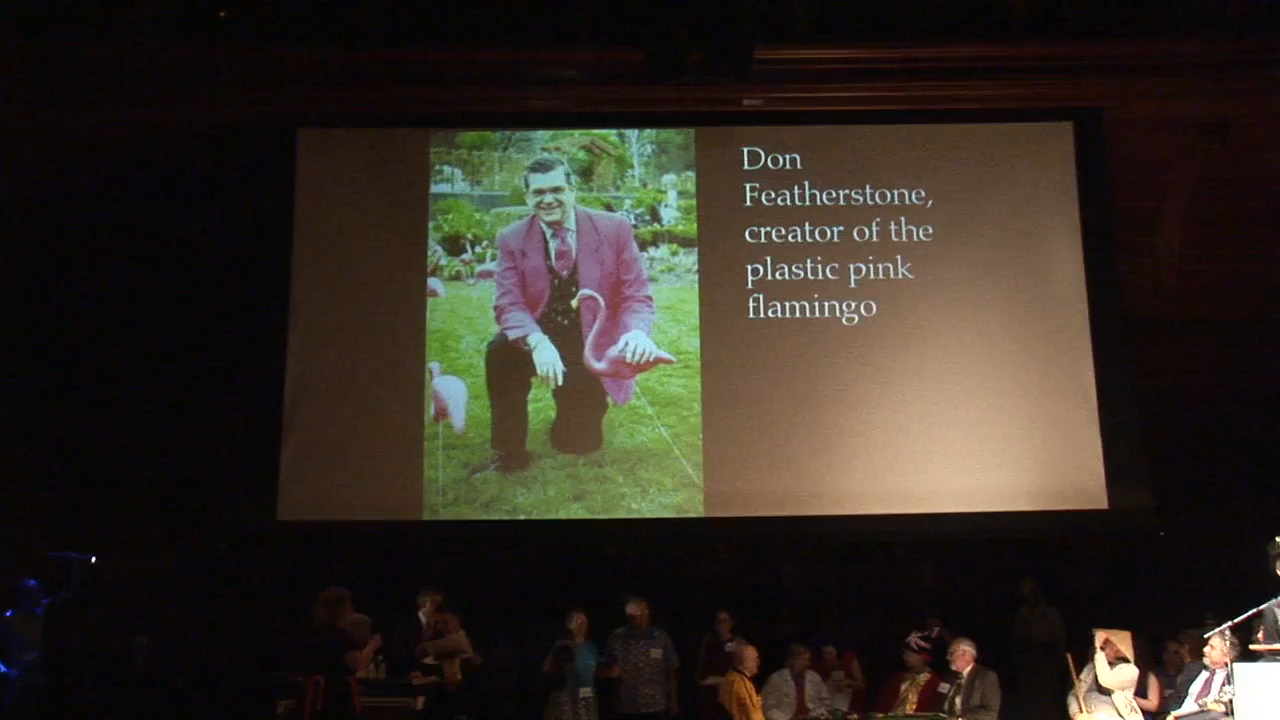 Don
Featherstone,
creator of the
plastic pink
flamingo